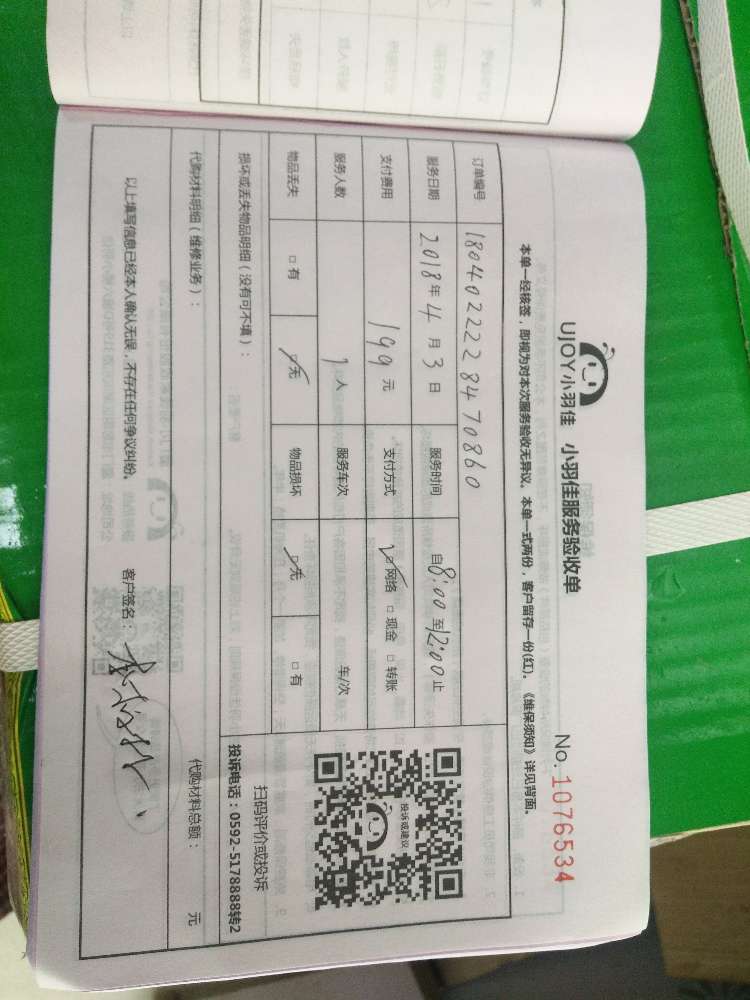 UJOY小羽佳 小羽佳服务验收单
No.1076534
本单一经核签，即视为对本次服务验收无异议。本单一式两份，客户留存一份(红)。《维保须知》详见背面。
订单编号 1804022228470860
服务日期 2018年4月3日 服务时间 自8:00至12:00止
支付费用 199元 支付方式 ☑网络 □现金 □转账
服务人数 1人 服务车次 车/次
物品丢失 □有 ☑无 物品损坏 ☑无 □有
投诉或建议
扫码评价或投诉
损坏或丢失物品明细（没有可不填）：
投诉电话：0592-5178888转2
代购材料明细（维修业务）： 代购材料总额： 元
以上填写信息已经本人确认无误，不存在任何争议纠纷。 客户签名：